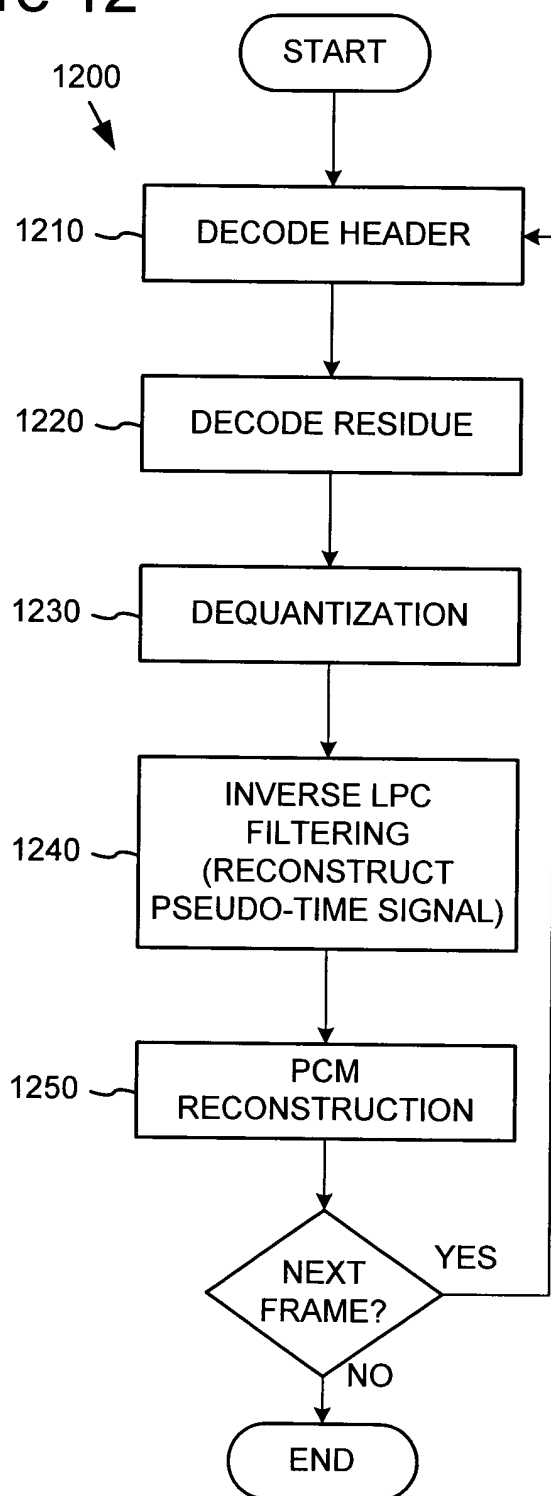 START
1200
1210
DECODE HEADER
1220
DECODE RESIDUE
1230
DEQUANTIZATION
1240
INVERSE LPC
FILTERING
(RECONSTRUCT
PSEUDO-TIME SIGNAL)
1250
PCM
RECONSTRUCTION
NEXT
FRAME?
YES
NO
END